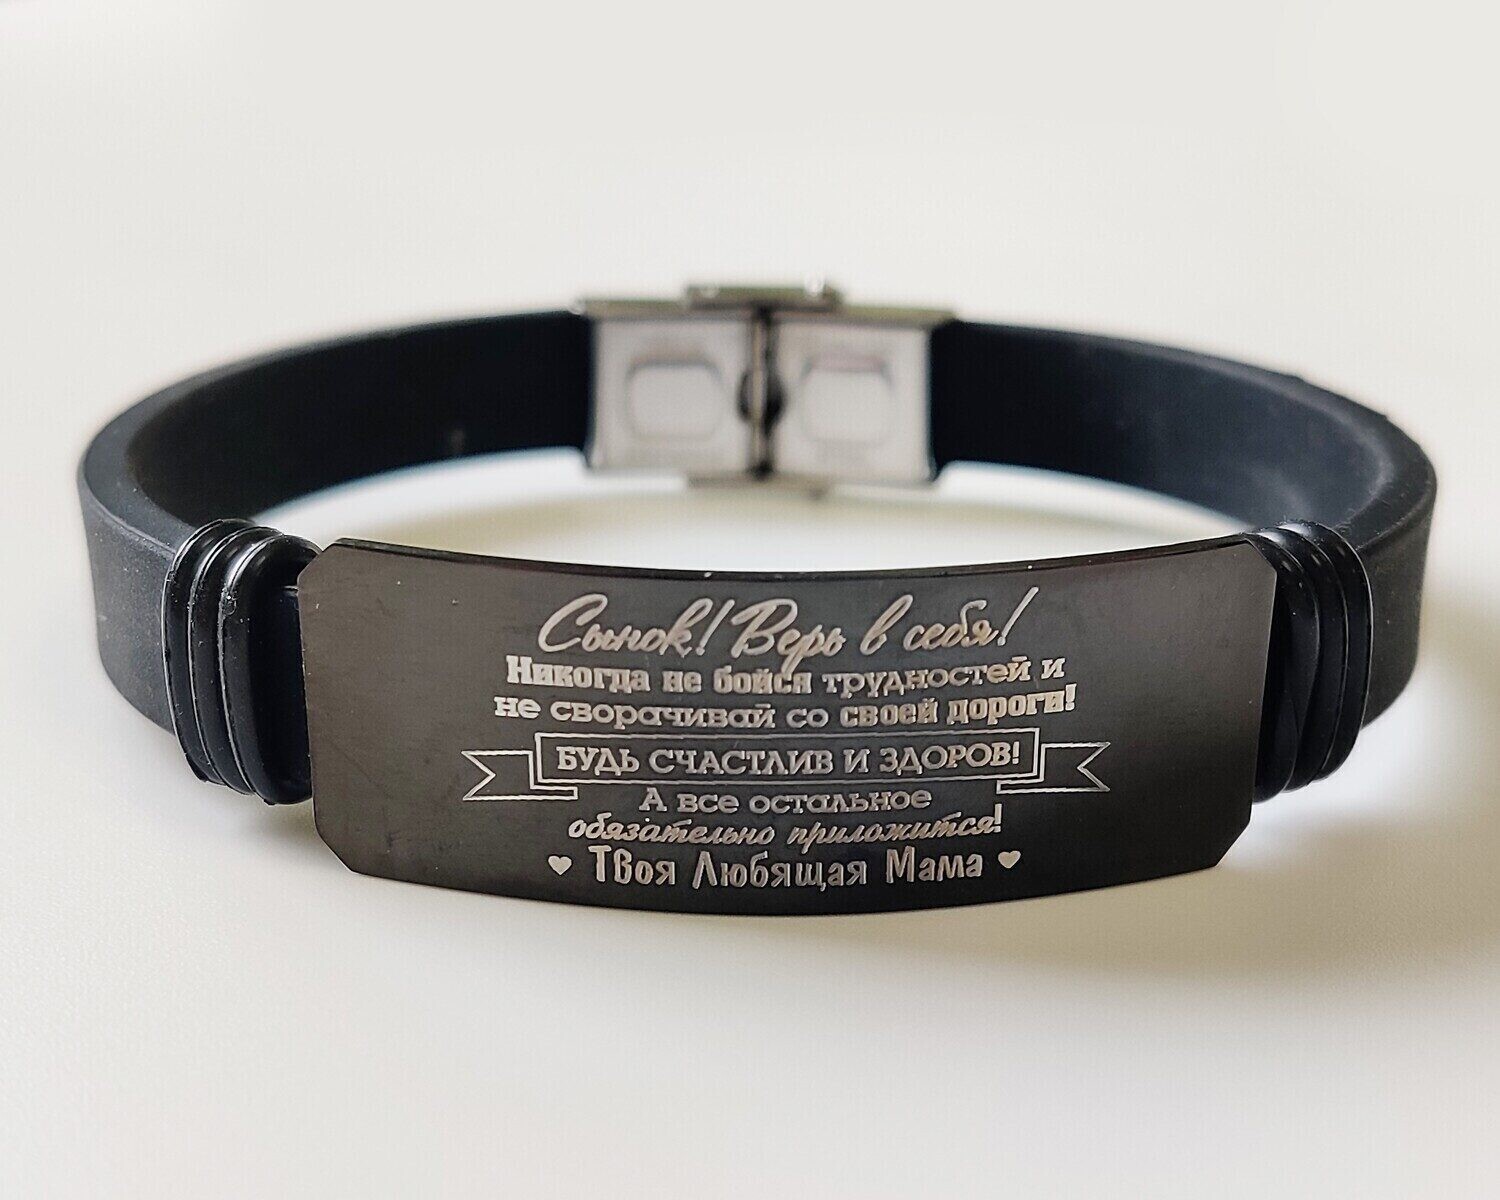 Сынок! Верь в себя!
Никогда не бойся трудностей и
не сворачивай со своей дороги!
БУДЬ СЧАСТЛИВ И ЗДОРОВ!
А все остальное
обязательно приложится!
Твоя Любящая Мама